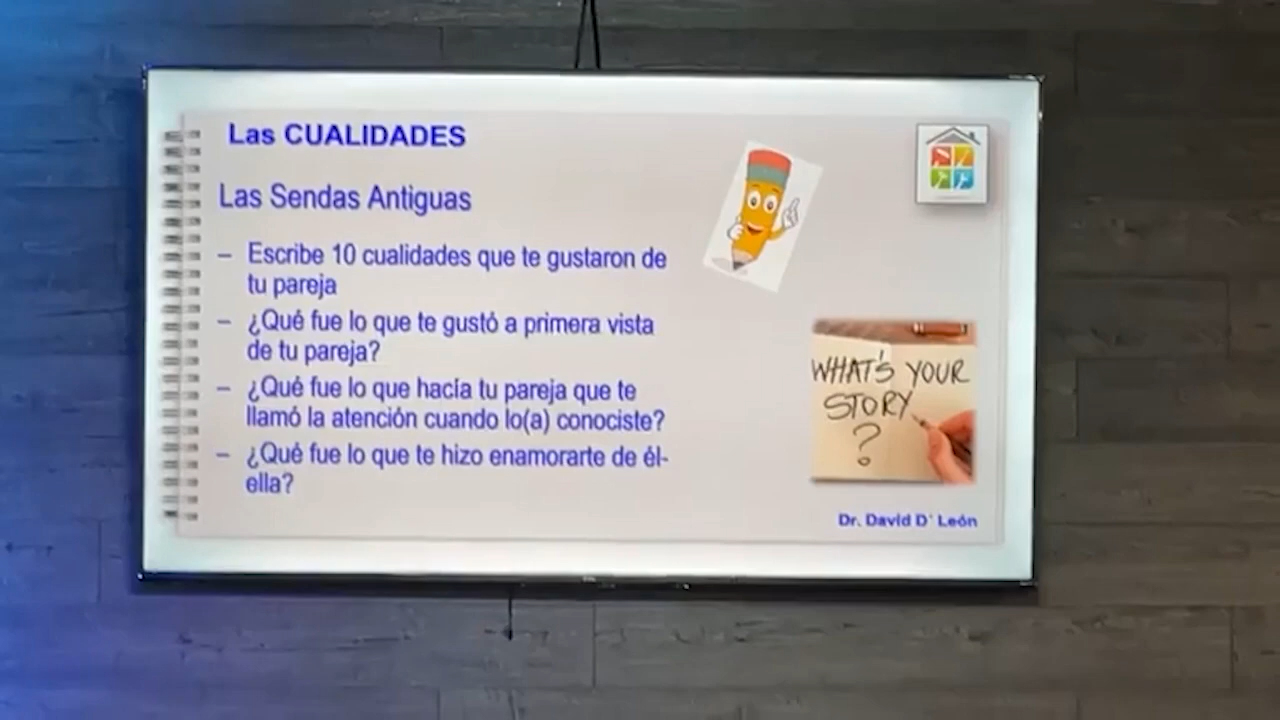 Las CUALIDADES
Las Sendas Antiguas
– Escribe 10 cualidades que te gustaron de
tu pareja
– ¿Qué fue lo que te gustó a primera vista
de tu pareja?
– ¿Qué fue lo que hacía tu pareja que te
llamó la atención cuando lo(a) conociste?
– ¿Qué fue lo que te hizo enamorarte de él-
ella?
WHAT'S YOUR
STORY
?
Dr. David D' León